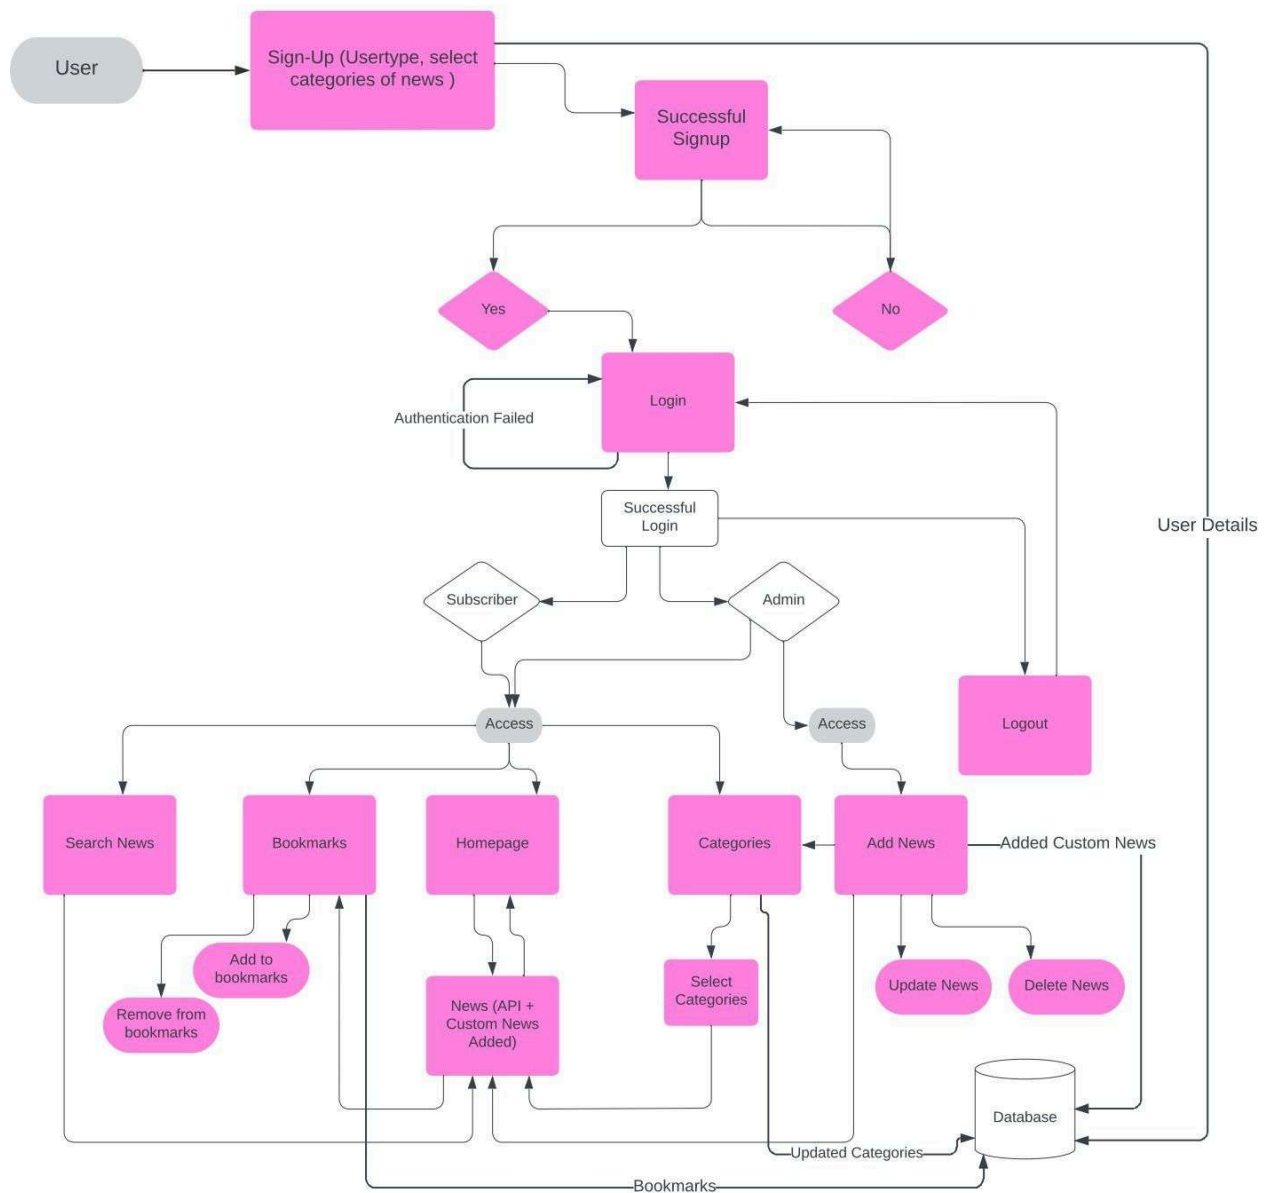 User
Sign-Up (Usertype, select
categories of news )
Successful
Signup
Yes
No
Login
Authentication Failed
Successful
Login
User Details
Subscriber
Admin
Access
Access
Logout
Search News
Bookmarks
Homepage
Categories
Add News
Added Custom News
Add to
bookmarks
Remove from
bookmarks
News (API +
Custom News
Added)
Select
Categories
Update News
Delete News
Database
Updated Categories
Bookmarks